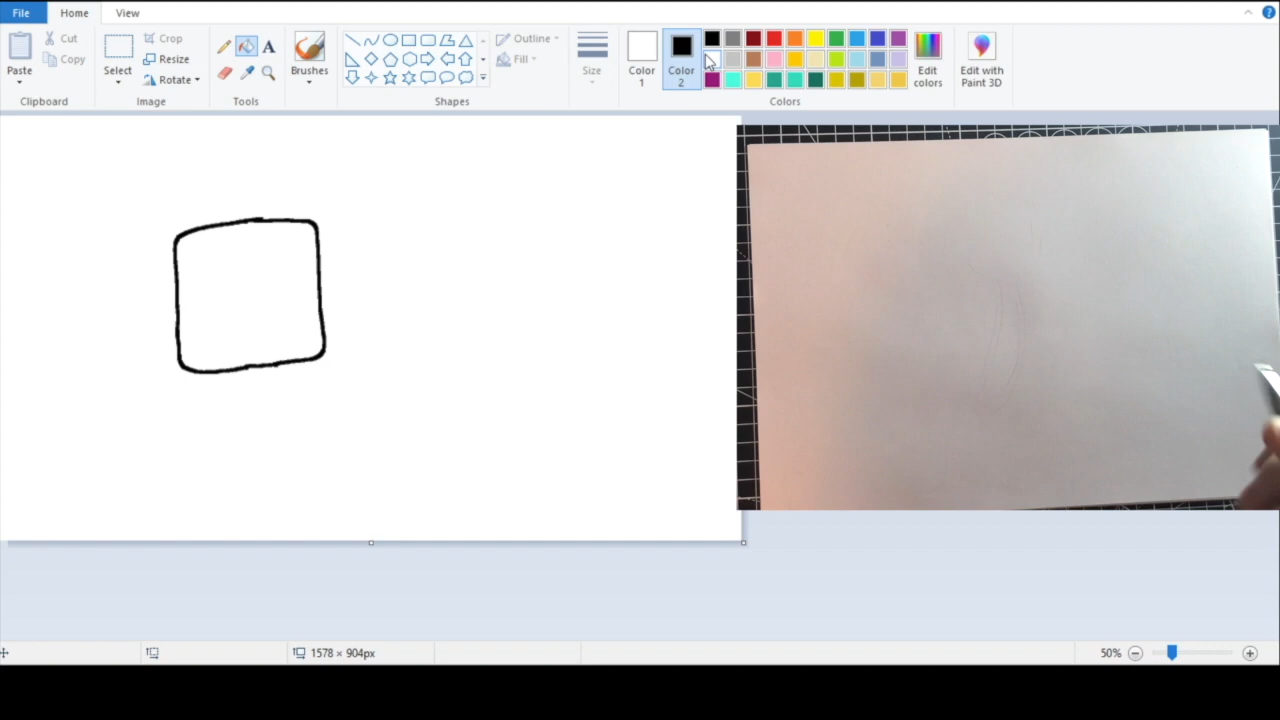 File Home View
Paste
Clipboard
Cut
Copy
Select
Crop
Resize
Rotate
Image
Tools
Brushes
Shapes
Outline
Fill
Size
Color
1
Color
2
Colors
Edit
colors
Edit with
Paint 3D
1578 × 904px
50%